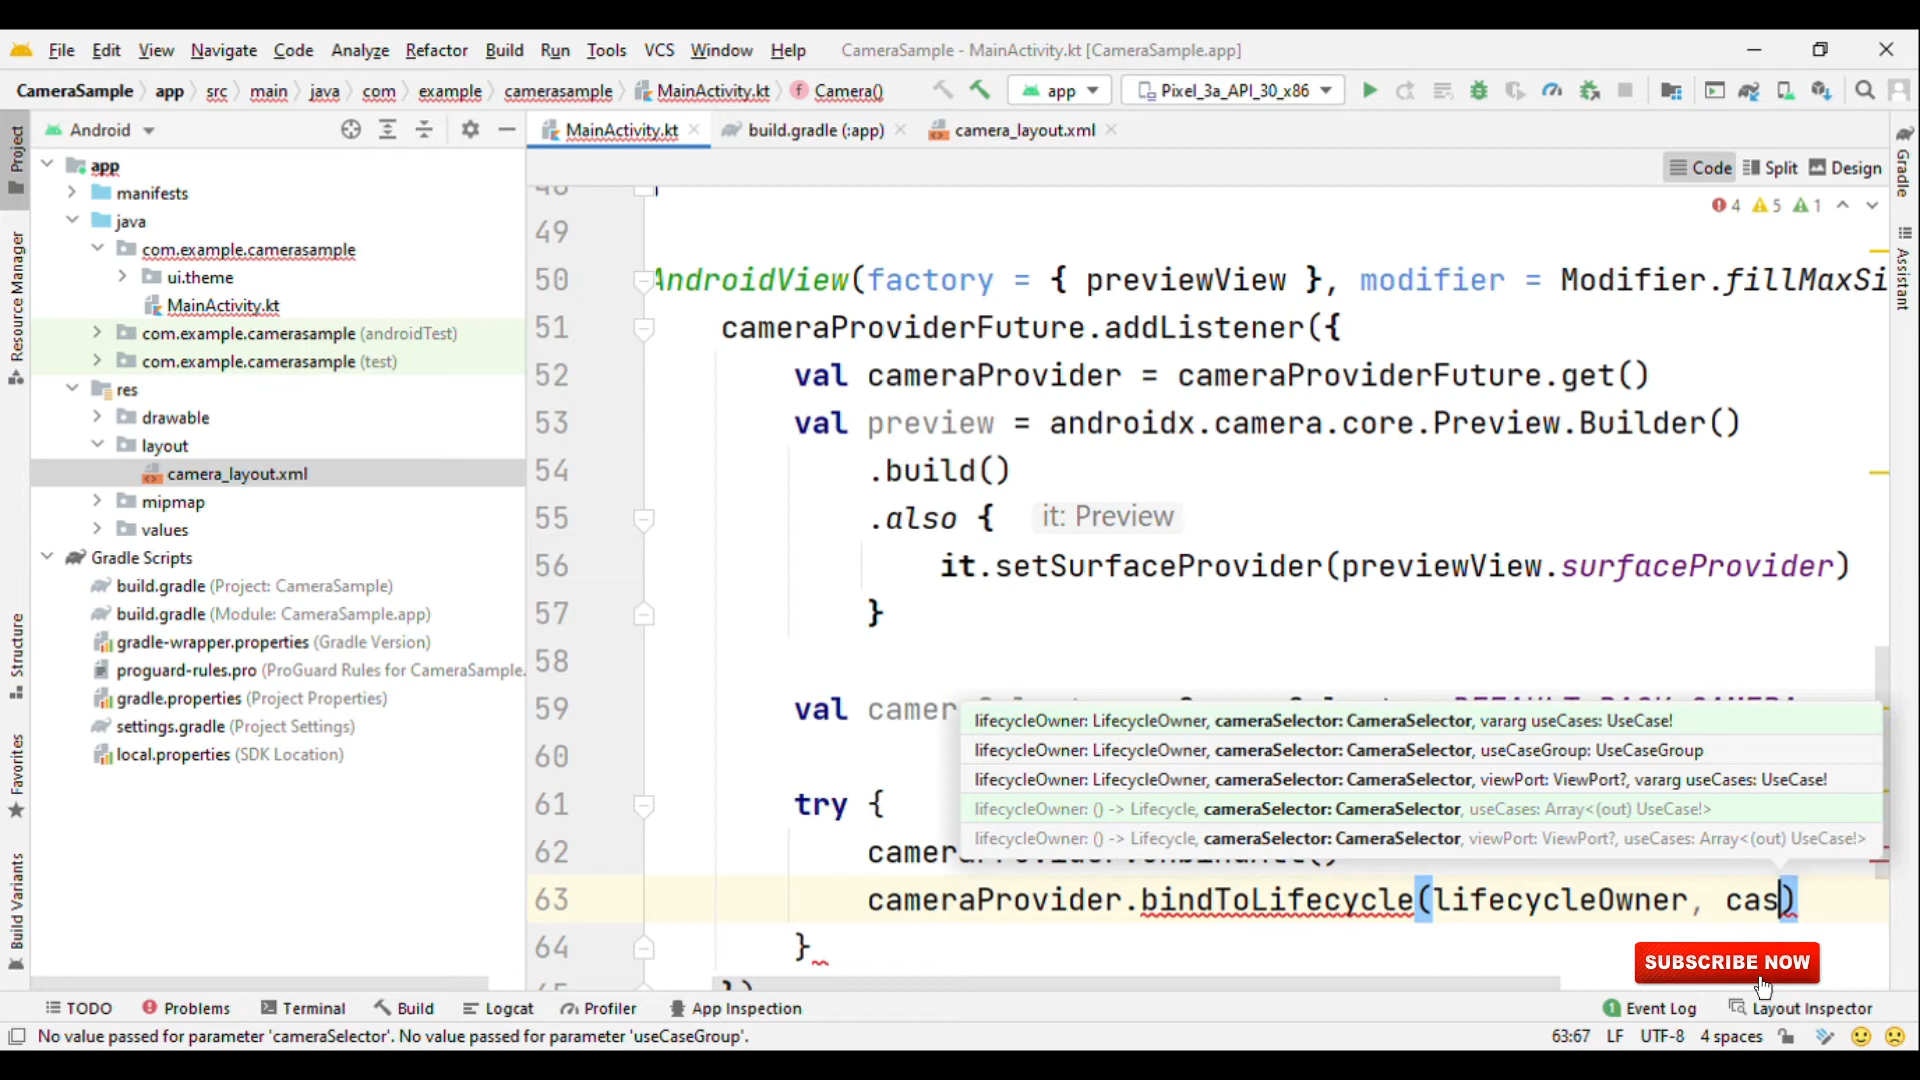 File Edit View Navigate Code Analyze Refactor Build Run Tools VCS Window Help CameraSample - MainActivity.kt [CameraSample.app]
CameraSample app src main java com example camerasample MainActivity.kt Camera() app Pixel_3a_API_30_x86
Android
MainActivity.kt build.gradle (:app) camera_layout.xml
Code Split Design
4 5 1
Project
Resource Manager
Structure
Favorites
Build Variants
app
manifests
java
com.example.camerasample
ui.theme
MainActivity.kt
com.example.camerasample (androidTest)
com.example.camerasample (test)
res
drawable
layout
camera_layout.xml
mipmap
values
Gradle Scripts
build.gradle (Project: CameraSample)
build.gradle (Module: CameraSample.app)
gradle-wrapper.properties (Gradle Version)
proguard-rules.pro (ProGuard Rules for CameraSample.
gradle.properties (Project Properties)
settings.gradle (Project Settings)
local.properties (SDK Location)
49
50 AndroidView(factory = { previewView }, modifier = Modifier.fillMaxSi
51 cameraProviderFuture.addListener({
52 val cameraProvider = cameraProviderFuture.get()
53 val preview = androidx.camera.core.Preview.Builder()
54 .build()
55 .also { it: Preview
56 it.setSurfaceProvider(previewView.surfaceProvider)
57 }
58
59 val camer
60
61 try {
62
63 cameraProvider.bindToLifecycle(lifecycleOwner, cas)
64 }
lifecycleOwner: LifecycleOwner, cameraSelector: CameraSelector, vararg useCases: UseCase!
lifecycleOwner: LifecycleOwner, cameraSelector: CameraSelector, useCaseGroup: UseCaseGroup
lifecycleOwner: LifecycleOwner, cameraSelector: CameraSelector, viewPort: ViewPort?, vararg useCases: UseCase!
lifecycleOwner: () -> Lifecycle, cameraSelector: CameraSelector, useCases: Array<(out) UseCase!>
lifecycleOwner: () -> Lifecycle, cameraSelector: CameraSelector, viewPort: ViewPort?, useCases: Array<(out) UseCase!>
SUBSCRIBE NOW
Gradle
Assistant
TODO Problems Terminal Build Logcat Profiler App Inspection 1 Event Log Layout Inspector
No value passed for parameter 'cameraSelector'. No value passed for parameter 'useCaseGroup'. 63:67 LF UTF-8 4 spaces